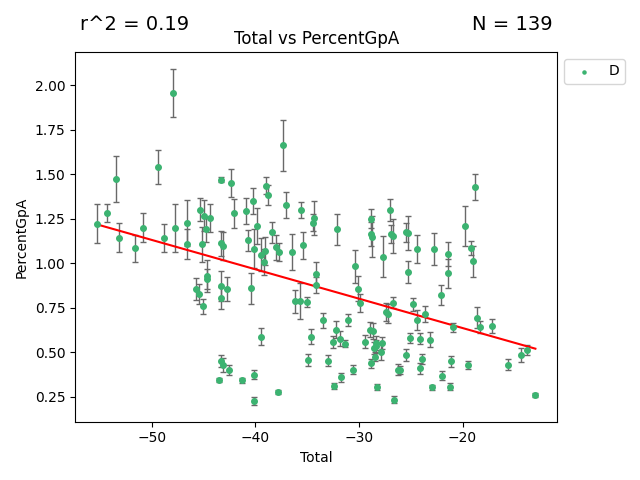 r^2 = 0.19 N = 139
Total vs PercentGpA
D
PercentGpA
2.00
1.75
1.50
1.25
1.00
0.75
0.50
0.25
−50 −40 −30 −20
Total